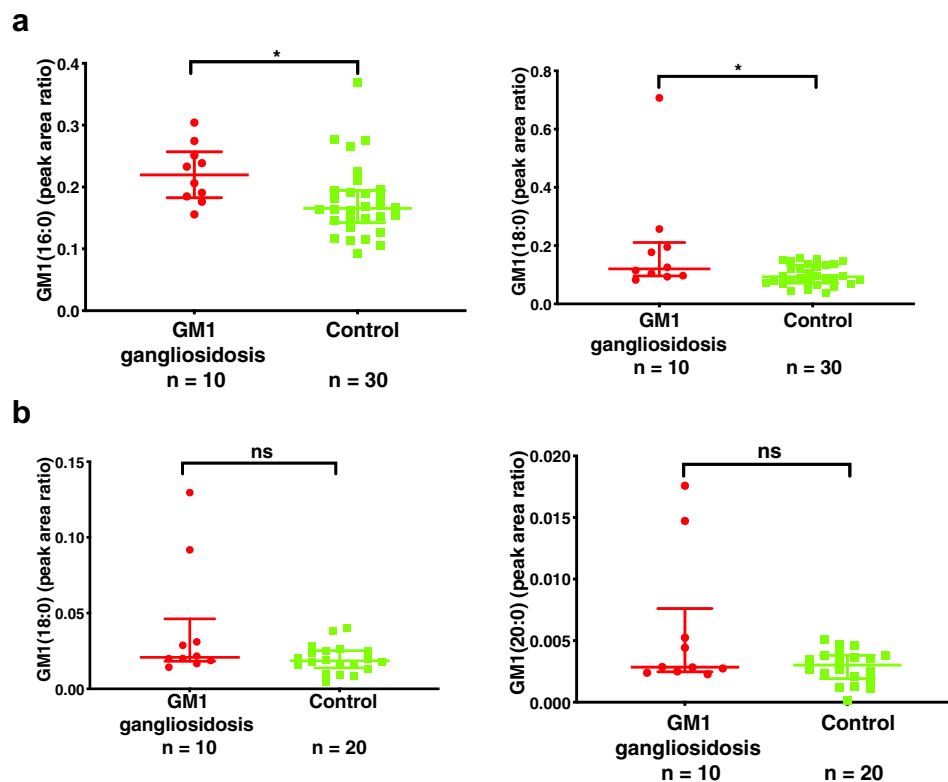 a
*
GM1(16:0) (peak area ratio)
0.4
0.3
0.2
0.1
0.0
GM1
gangliosidosis
n = 10
Control
n = 30
*
GM1(18:0) (peak area ratio)
0.8
0.6
0.4
0.2
0.0
GM1
gangliosidosis
n = 10
Control
n = 30
b
ns
GM1(18:0) (peak area ratio)
0.15
0.10
0.05
0.00
GM1
gangliosidosis
n = 10
Control
n = 20
ns
GM1(20:0) (peak area ratio)
0.020
0.015
0.010
0.005
0.000
GM1
gangliosidosis
n = 10
Control
n = 20